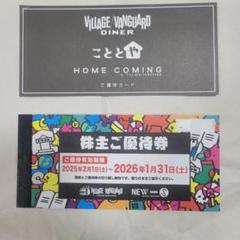 VILLAGE VANGUARD
DINER
ことと
HOME COMING
ご優待カード
株主ご優待券
ご優待有効期限
2025年2月1日(土)~2026年1月31日(土)
VILLAGE VANGUARD
NEW